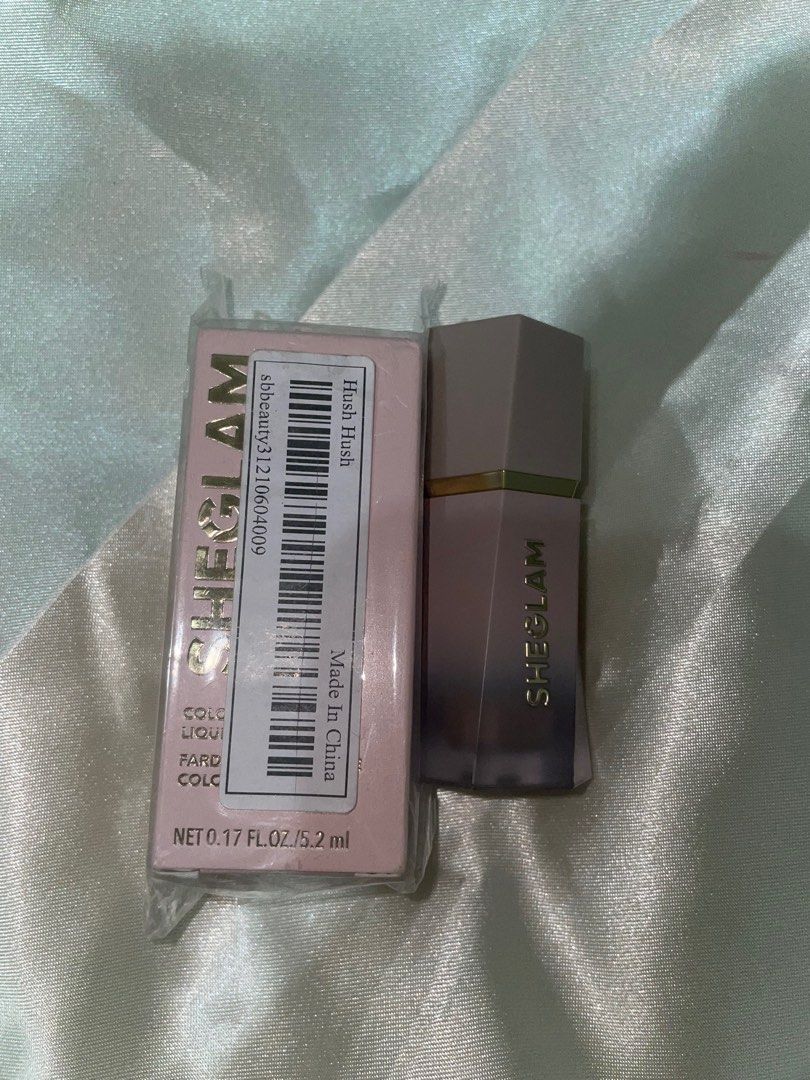 SHEGLAM
Hush Hush
Made In China
sbbeauty31210604009
NET 0.17 FL.OZ./5.2 ml
SHEGLAM